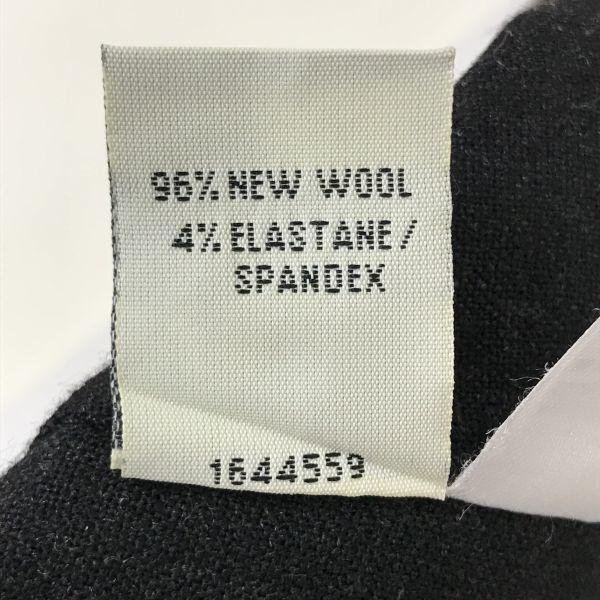 96% NEW WOOL
4% ELASTANE/
SPANDEX
1644559